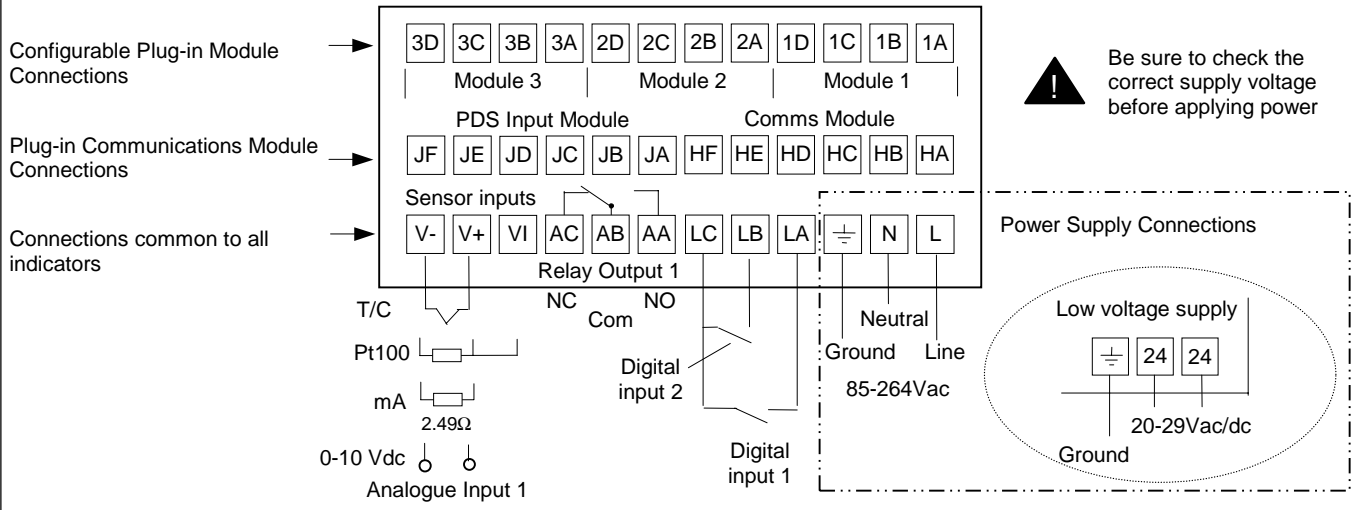 3D 3C 3B 3A 2D 2C 2B 2A 1D 1C 1B 1A
Configurable Plug-in Module
Connections
Module 3 Module 2 Module 1
!
Be sure to check the
correct supply voltage
before applying power
PDS Input Module Comms Module
Plug-in Communications Module
Connections
JF JE JD JC JB JA HF HE HD HC HB HA
Sensor inputs
Connections common to all
indicators
V- V+ VI AC AB AA LC LB LA N L
Relay Output 1
NC Com NO
T/C
Pt100
mA
2.49Ω
0-10 Vdc
Analogue Input 1
Digital
input 2
Digital
input 1
Neutral
Ground Line
85-264Vac
Power Supply Connections
Low voltage supply
24 24
20-29Vac/dc
Ground